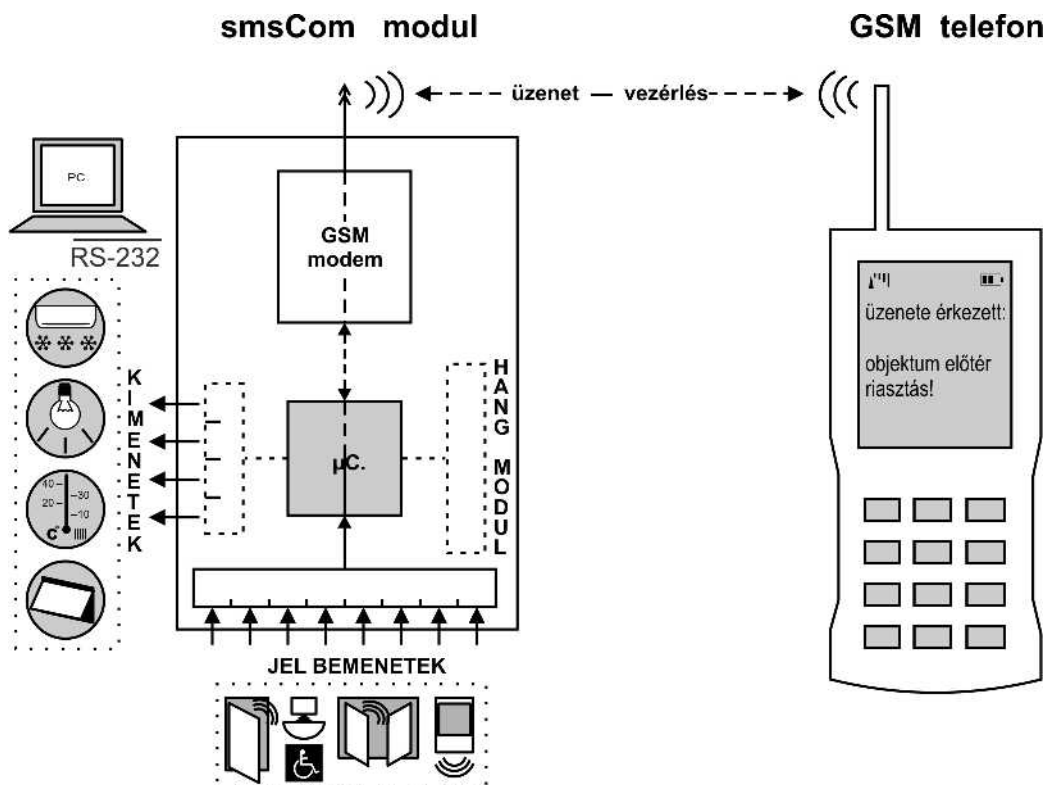 smsCom modul
GSM telefon
üzenet — vezérlés
PC.
RS-232
GSM
modem
üzenete érkezett:
objektum előtér
riasztás!
KIMENETEK
HANG MODUL
µC.
40
30
20
10
C°
JEL BEMENETEK